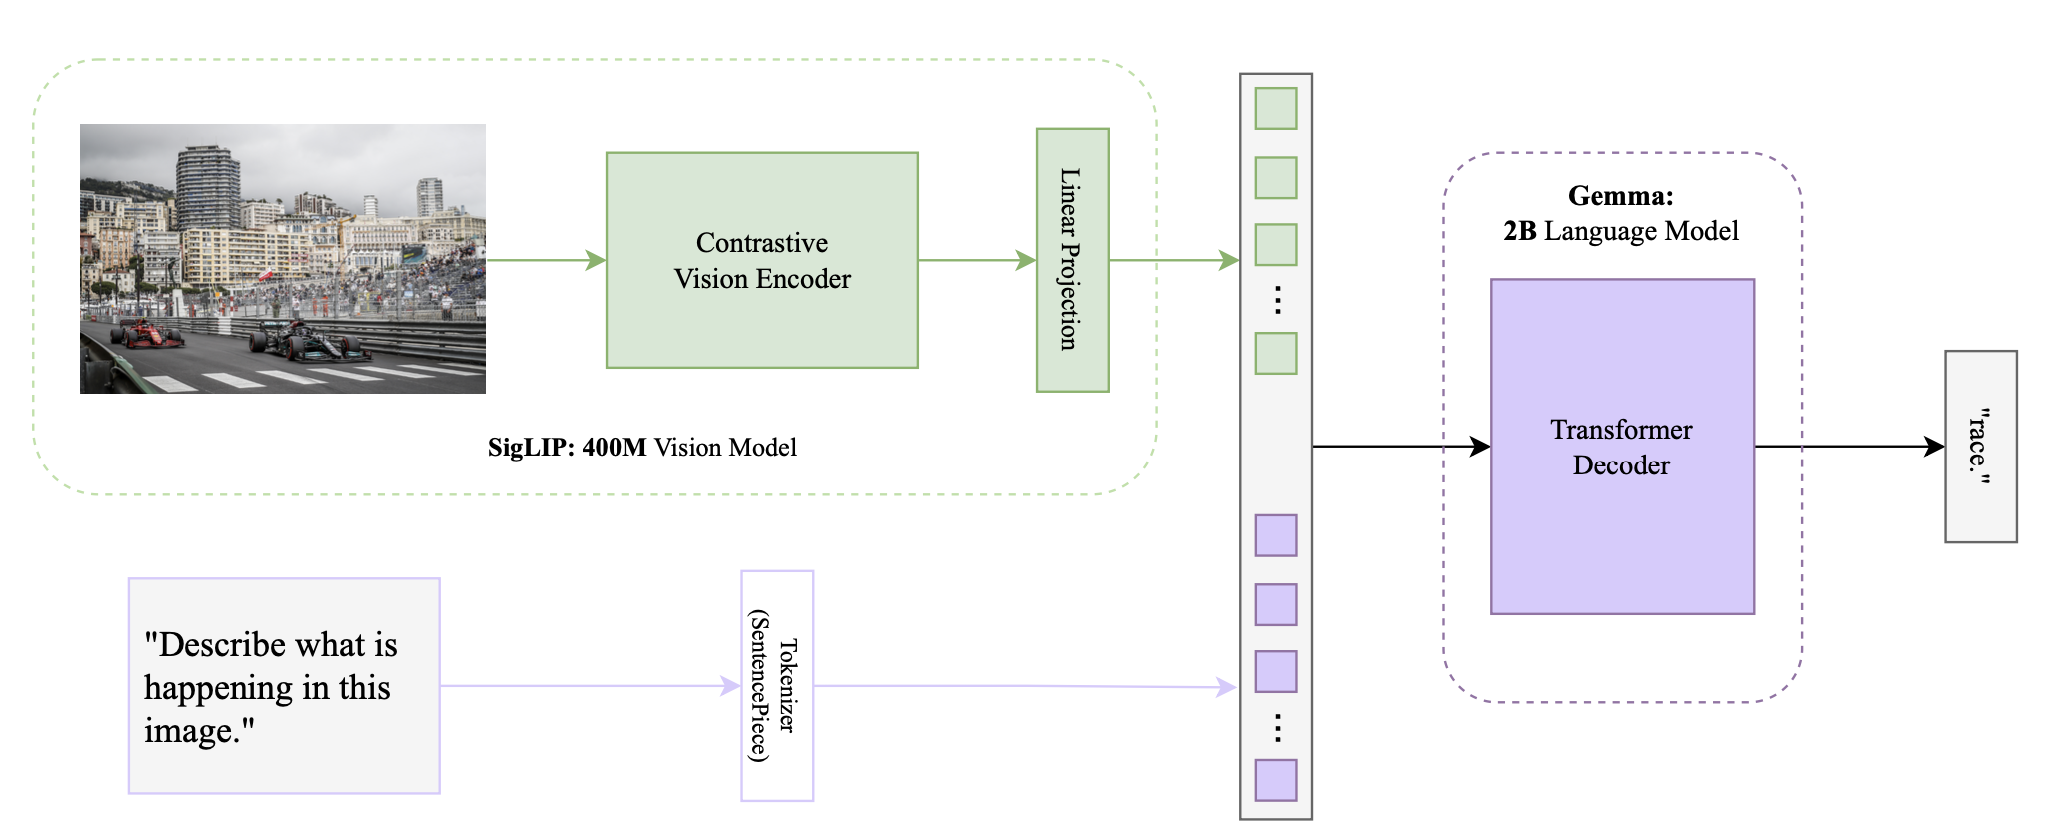 Contrastive
Vision Encoder
Linear Projection
SigLIP: 400M Vision Model
"Describe what is
happening in this
image."
Tokenizer
(SentencePiece)
...
...
Gemma:
2B Language Model
Transformer
Decoder
"race."